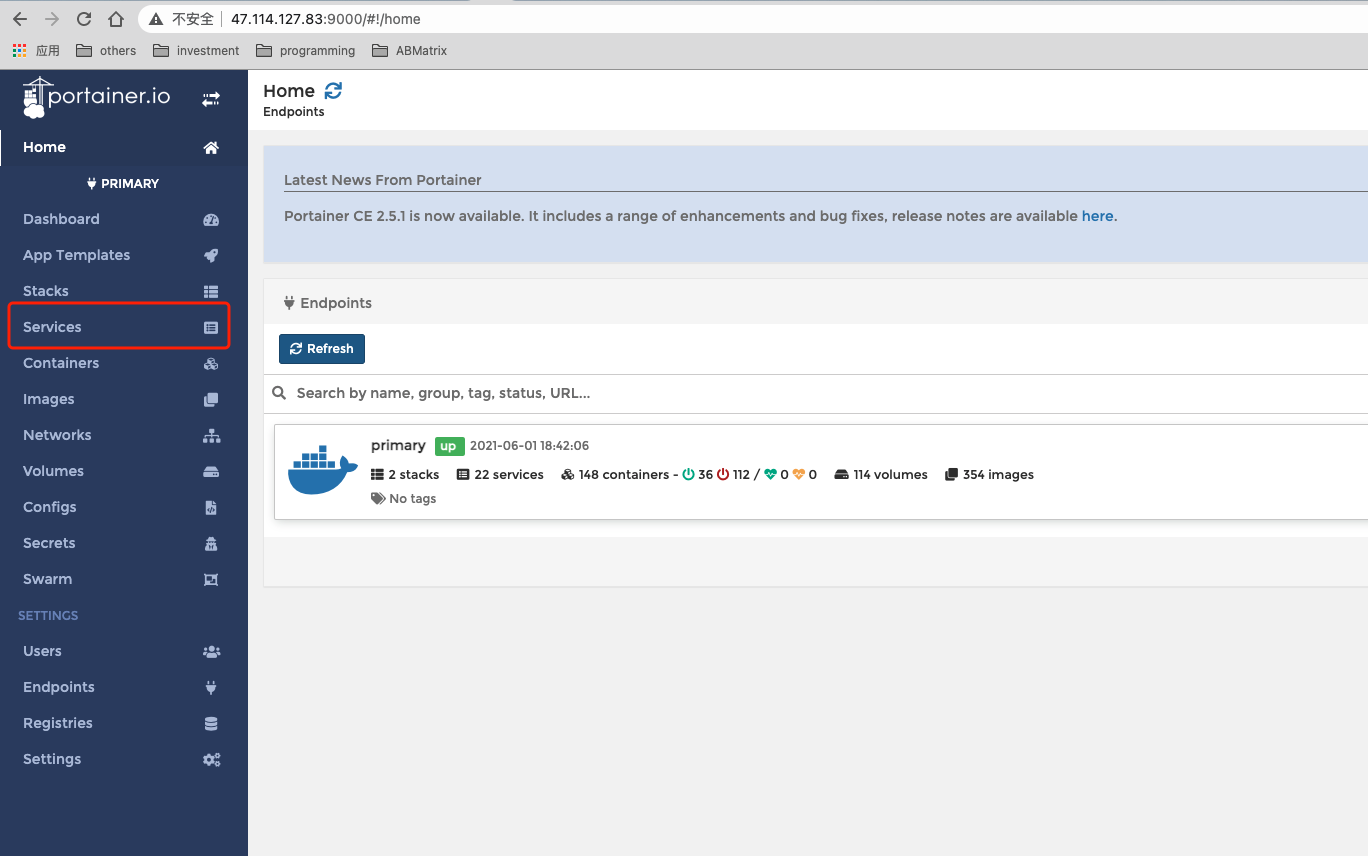 不安全 47.114.127.83:9000/#!/home
应用 others investment programming ABMatrix
portainer.io
Home
PRIMARY
Dashboard
App Templates
Stacks
Services
Containers
Images
Networks
Volumes
Configs
Secrets
Swarm
SETTINGS
Users
Endpoints
Registries
Settings
Home
Endpoints
Latest News From Portainer
Portainer CE 2.5.1 is now available. It includes a range of enhancements and bug fixes, release notes are available here.
Endpoints
Refresh
Search by name, group, tag, status, URL...
primary up 2021-06-01 18:42:06
2 stacks 22 services 148 containers - 36 112 / 0 0 114 volumes 354 images
No tags